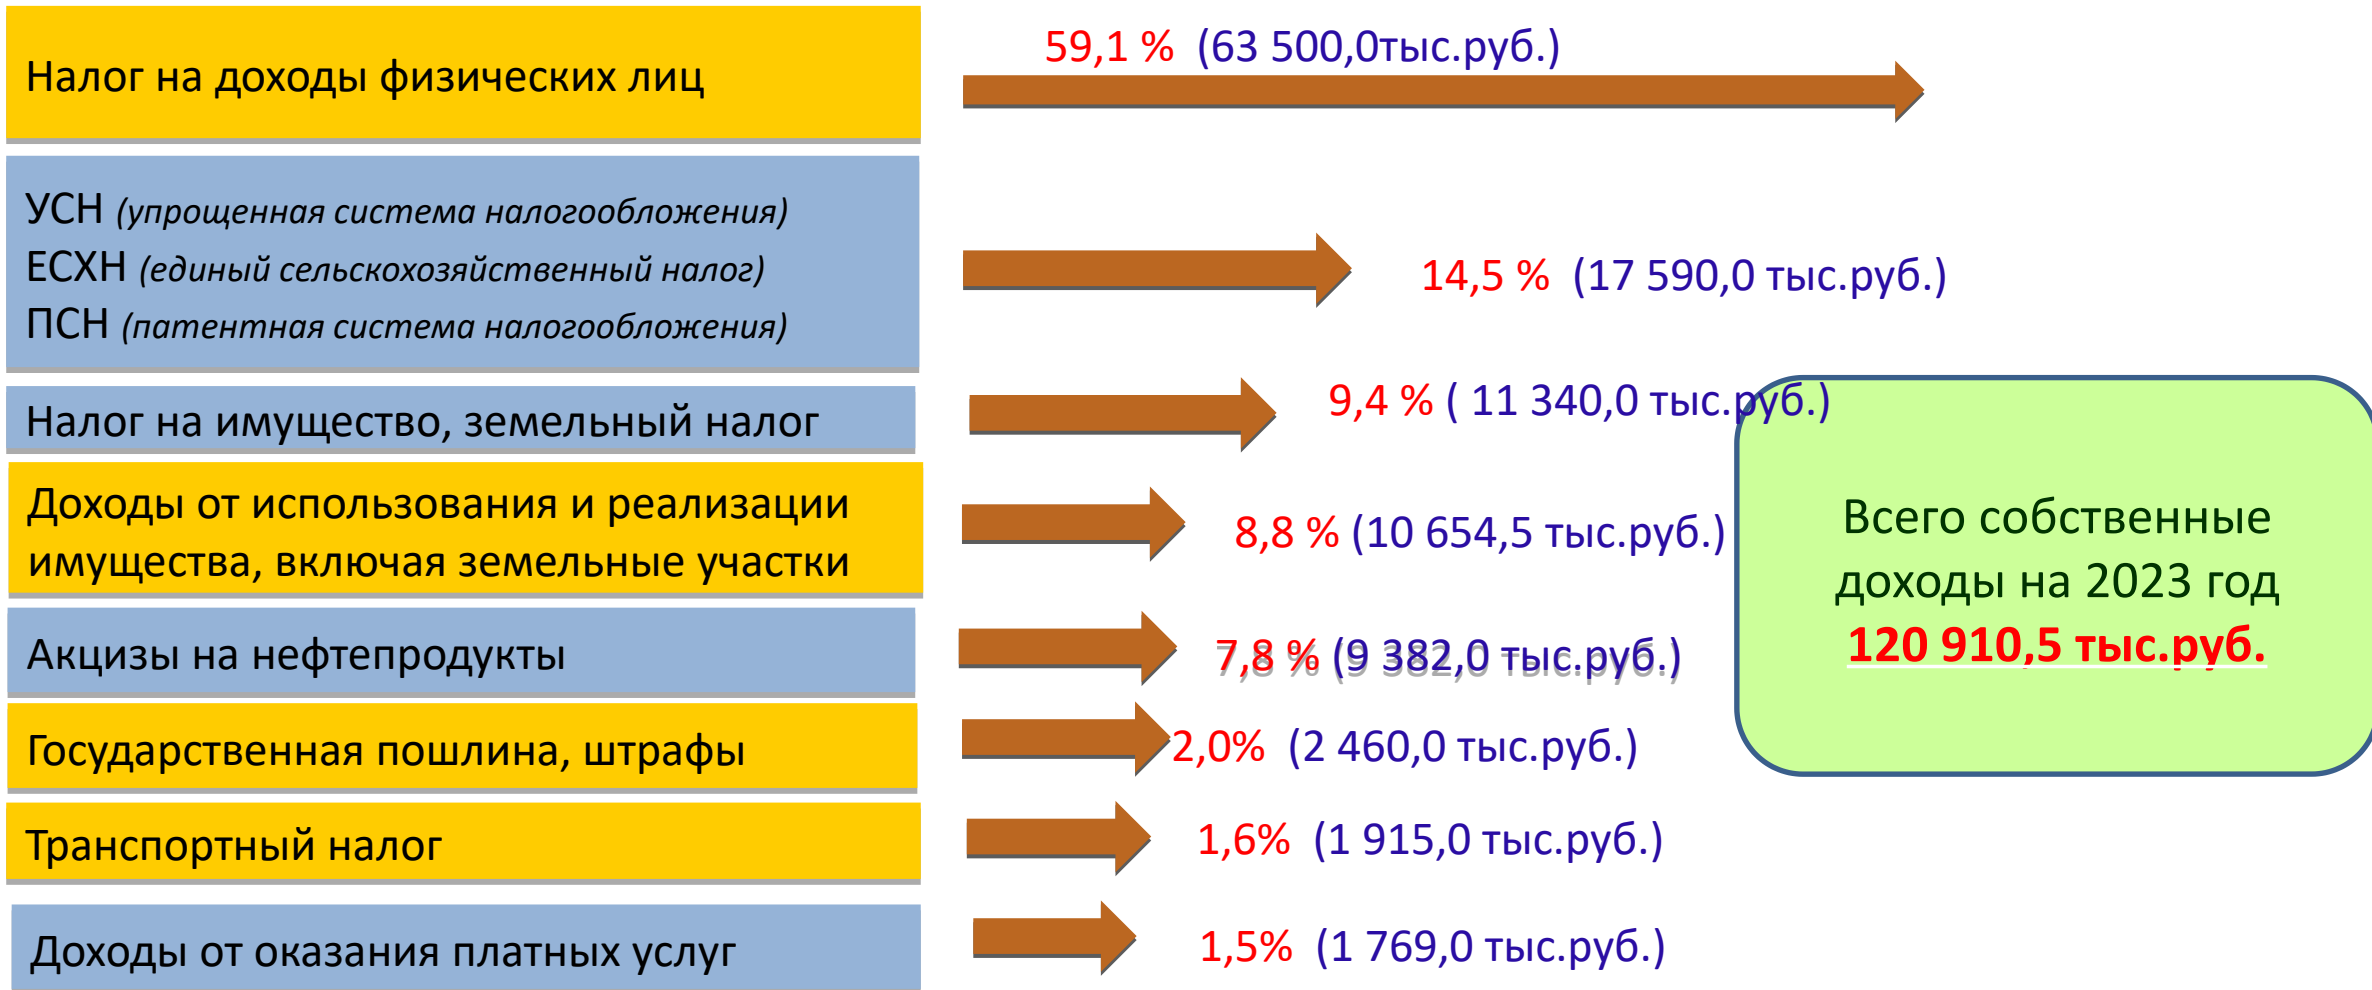 Налог на доходы физических лиц
59,1 % (63 500,0тыс.руб.)
УСН (упрощенная система налогообложения)
ЕСХН (единый сельскохозяйственный налог)
ПСН (патентная система налогообложения)
14,5 % (17 590,0 тыс.руб.)
Налог на имущество, земельный налог
9,4 % ( 11 340,0 тыс.руб.)
Доходы от использования и реализации
имущества, включая земельные участки
8,8 % (10 654,5 тыс.руб.)
Акцизы на нефтепродукты
7,8 % (9 382,0 тыс.руб.)
Государственная пошлина, штрафы
2,0% (2 460,0 тыс.руб.)
Транспортный налог
1,6% (1 915,0 тыс.руб.)
Доходы от оказания платных услуг
1,5% (1 769,0 тыс.руб.)
Всего собственные
доходы на 2023 год
120 910,5 тыс.руб.